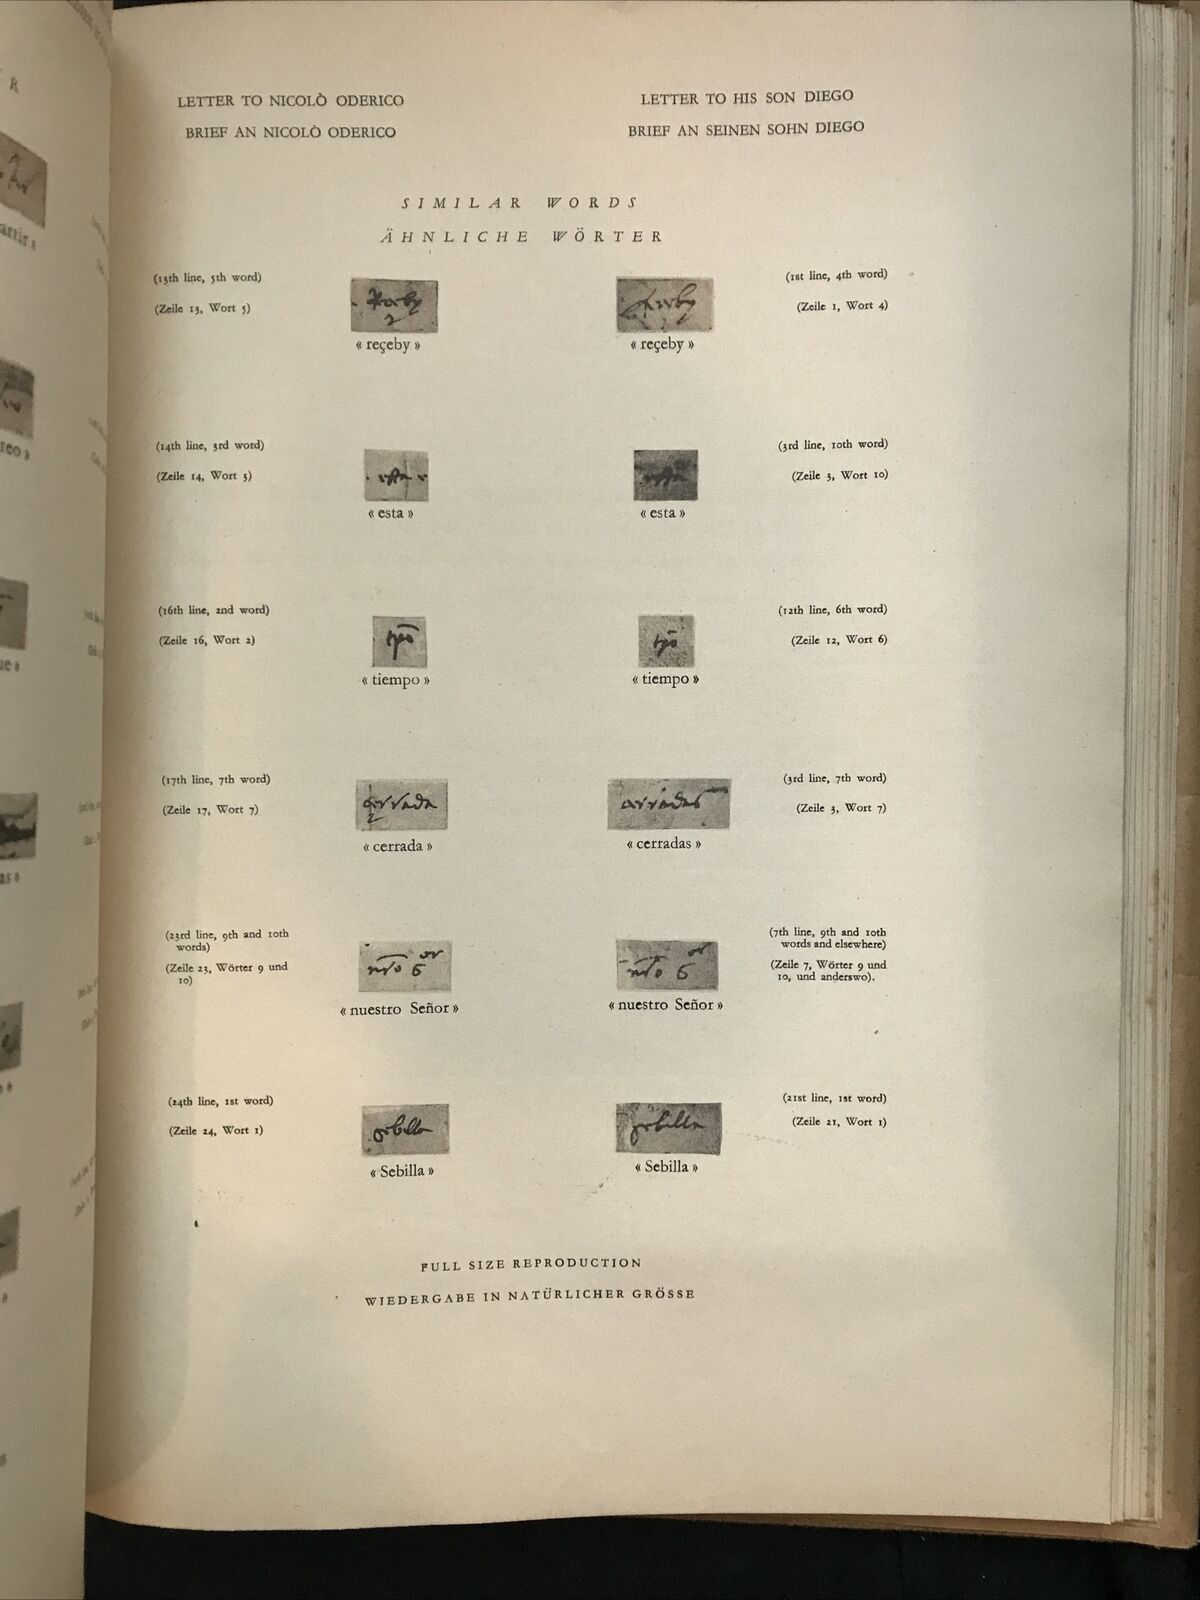 LETTER TO NICOLÒ ODERICO
BRIEF AN NICOLÒ ODERICO
LETTER TO HIS SON DIEGO
BRIEF AN SEINEN SOHN DIEGO
SIMILAR WORDS
ÄHNLICHE WÖRTER
(13th line, 5th word)
(Zeile 13, Wort 5)
« reçeby »
« reçeby »
(1st line, 4th word)
(Zeile 1, Wort 4)
(14th line, 3rd word)
(Zeile 14, Wort 3)
« esta »
« esta »
(3rd line, 10th word)
(Zeile 3, Wort 10)
(16th line, 2nd word)
(Zeile 16, Wort 2)
« tiempo »
« tiempo »
(12th line, 6th word)
(Zeile 12, Wort 6)
(17th line, 7th word)
(Zeile 17, Wort 7)
« cerrada »
« cerradas »
(3rd line, 7th word)
(Zeile 3, Wort 7)
(23rd line, 9th and 10th
words)
(Zeile 23, Wörter 9 und
10)
« nuestro Señor »
« nuestro Señor »
(7th line, 9th and 10th
words and elsewhere)
(Zeile 7, Wörter 9 und
10, und anderswo).
(24th line, 1st word)
(Zeile 24, Wort 1)
« Sebilla »
« Sebilla »
(21st line, 1st word)
(Zeile 21, Wort 1)
FULL SIZE REPRODUCTION
WIEDERGABE IN NATÜRLICHER GRÖSSE